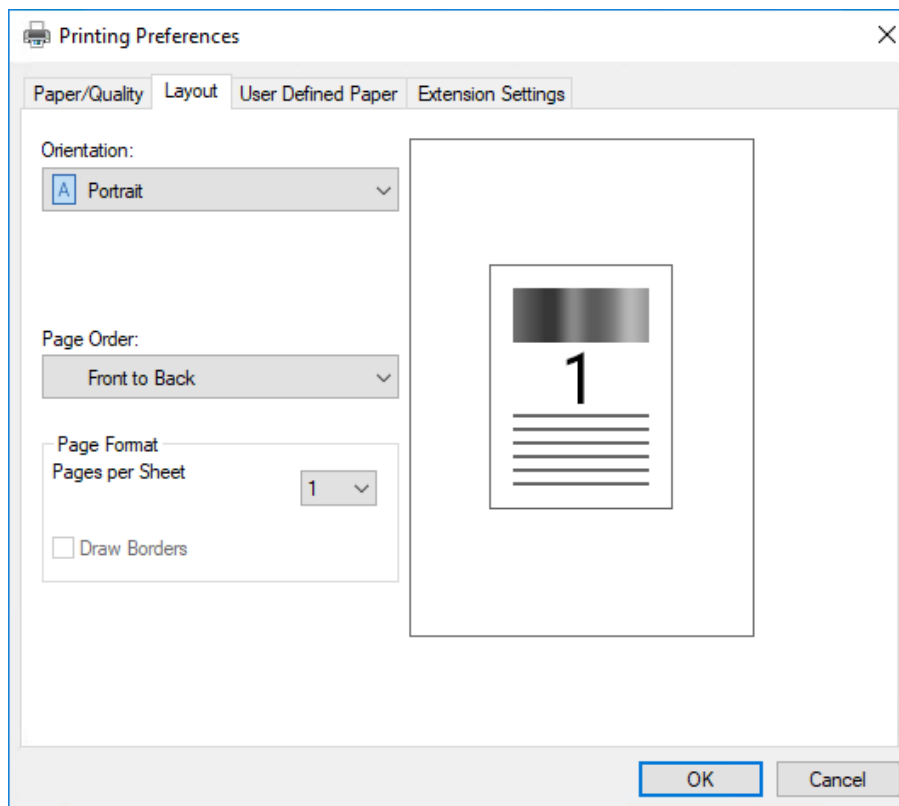 Printing Preferences
Paper/Quality Layout User Defined Paper Extension Settings
Orientation:
A Portrait
Page Order:
Front to Back
Page Format
Pages per Sheet
1
Draw Borders
1
OK Cancel